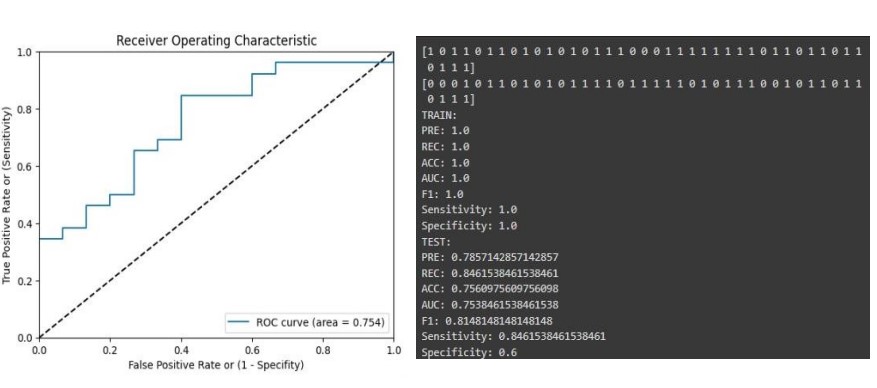 Receiver Operating Characteristic
1.0
0.8
0.6
0.4
0.2
0.0
True Positive Rate or (Sensitivity)
ROC curve (area = 0.754)
0.0 0.2 0.4 0.6 0.8 1.0
False Positive Rate or (1 - Specifity)
[1 0 1 1 0 1 1 0 1 0 1 0 1 0 1 1 1 0 0 0 1 1 1 1 1 1 1 1 0 1 1 0 1 1 0 1 1
0 1 1 1]
[0 0 0 1 0 1 1 0 1 0 1 0 1 1 1 1 0 1 1 1 1 1 0 1 0 1 1 1 0 0 1 0 1 1 0 1 1
0 1 1 1]
TRAIN:
PRE: 1.0
REC: 1.0
ACC: 1.0
AUC: 1.0
F1: 1.0
Sensitivity: 1.0
Specificity: 1.0
TEST:
PRE: 0.7857142857142857
REC: 0.8461538461538461
ACC: 0.7560975609756098
AUC: 0.7538461538461538
F1: 0.8148148148148148
Sensitivity: 0.8461538461538461
Specificity: 0.6